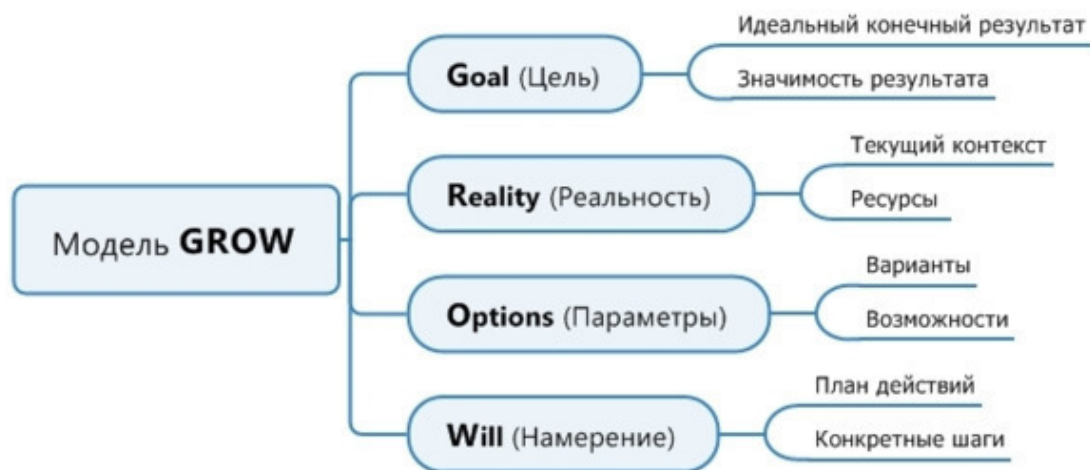 Модель GROW
Goal (Цель)
Идеальный конечный результат
Значимость результата
Reality (Реальность)
Текущий контекст
Ресурсы
Options (Параметры)
Варианты
Возможности
Will (Намерение)
План действий
Конкретные шаги